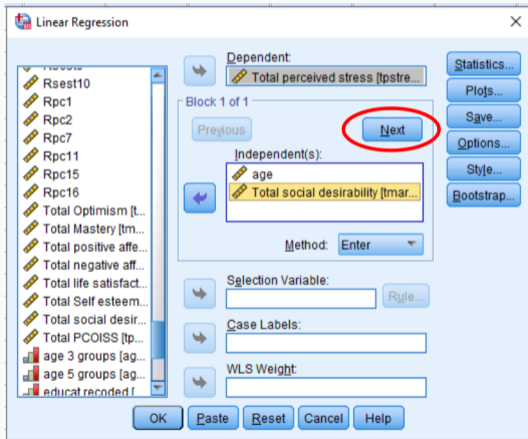 Linear Regression
Dependent:
Total perceived stress [tpstre...
Rsest10
Rpc1
Rpc2
Rpc7
Rpc11
Rpc15
Rpc16
Total Optimism [t...
Total Mastery [tm...
Total positive affe...
Total negative aff...
Total life satisfact...
Total Self esteem...
Total social desir...
Total PCOISS [tp...
age 3 groups [ag...
age 5 groups [ag...
educat recoded [
Block 1 of 1
Previous
Next
Independent(s):
age
Total social desirability [tmar...
Method:
Enter
Selection Variable:
Rule...
Case Labels:
WLS Weight:
Statistics...
Plots...
Save...
Options...
Style...
Bootstrap...
OK
Paste
Reset
Cancel
Help